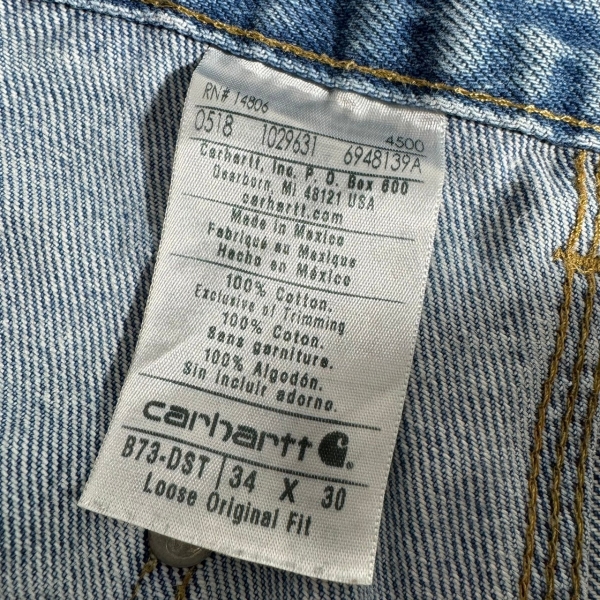 RN# 14806
4500
0518 1029631 6948139A
Carhartt, Inc. P. O. Box 600
Dearborn, MI 48121 USA
carhartt.com
Made in Mexico
Fabriqué au Mexique
Hecho en México
100% Cotton.
Exclusive of Trimming
100% Coton.
Sans garniture.
100% Algodón.
Sin incluir adorno.
carhartt
B73-DST | 34 X 30
Loose Original Fit